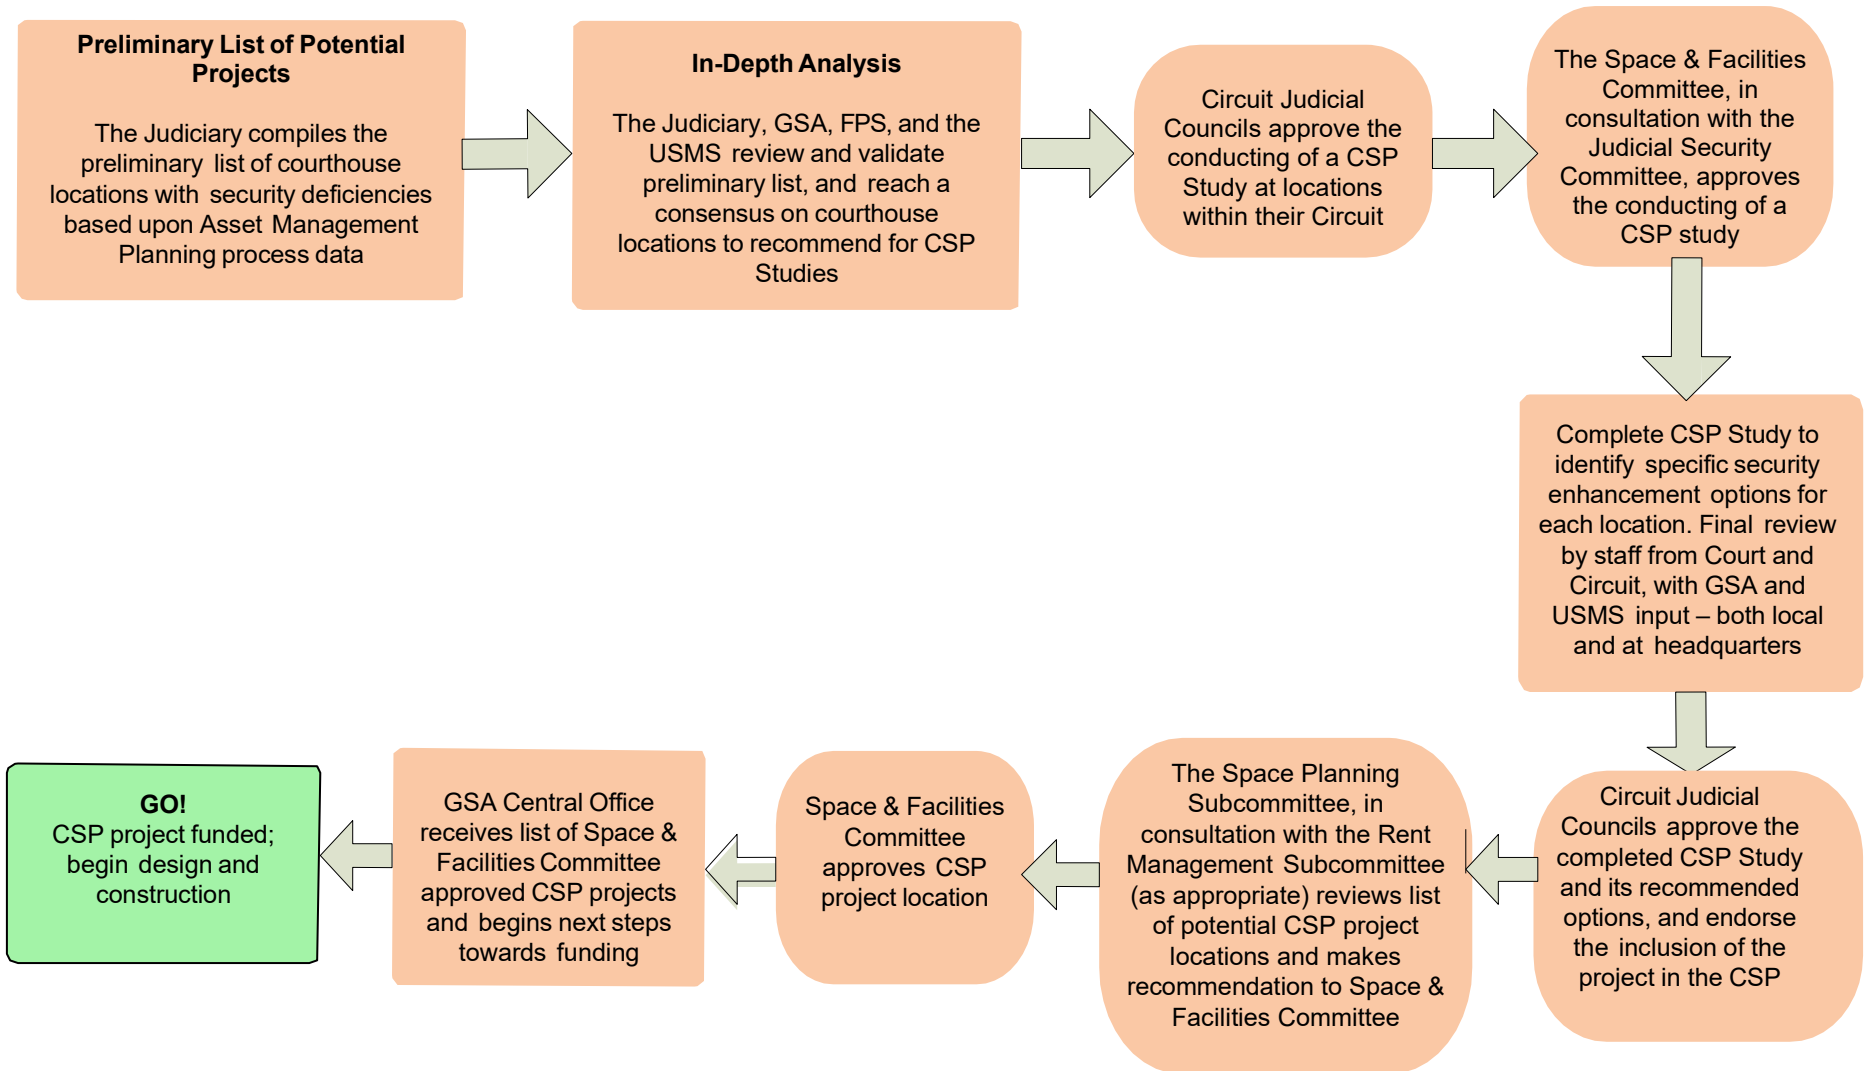 Preliminary List of Potential
Projects
The Judiciary compiles the
preliminary list of courthouse
locations with security deficiencies
based upon Asset Management
Planning process data
In-Depth Analysis
The Judiciary, GSA, FPS, and the
USMS review and validate
preliminary list, and reach a
consensus on courthouse
locations to recommend for CSP
Studies
Circuit Judicial
Councils approve the
conducting of a CSP
Study at locations
within their Circuit
The Space & Facilities
Committee, in
consultation with the
Judicial Security
Committee, approves
the conducting of a
CSP study
Complete CSP Study to
identify specific security
enhancement options for
each location. Final review
by staff from Court and
Circuit, with GSA and
USMS input – both local
and at headquarters
Circuit Judicial
Councils approve the
completed CSP Study
and its recommended
options, and endorse
the inclusion of the
project in the CSP
The Space Planning
Subcommittee, in
consultation with the Rent
Management Subcommittee
(as appropriate) reviews list
of potential CSP project
locations and makes
recommendation to Space &
Facilities Committee
Space & Facilities
Committee
approves CSP
project location
GSA Central Office
receives list of Space &
Facilities Committee
approved CSP projects
and begins next steps
towards funding
GO!
CSP project funded;
begin design and
construction